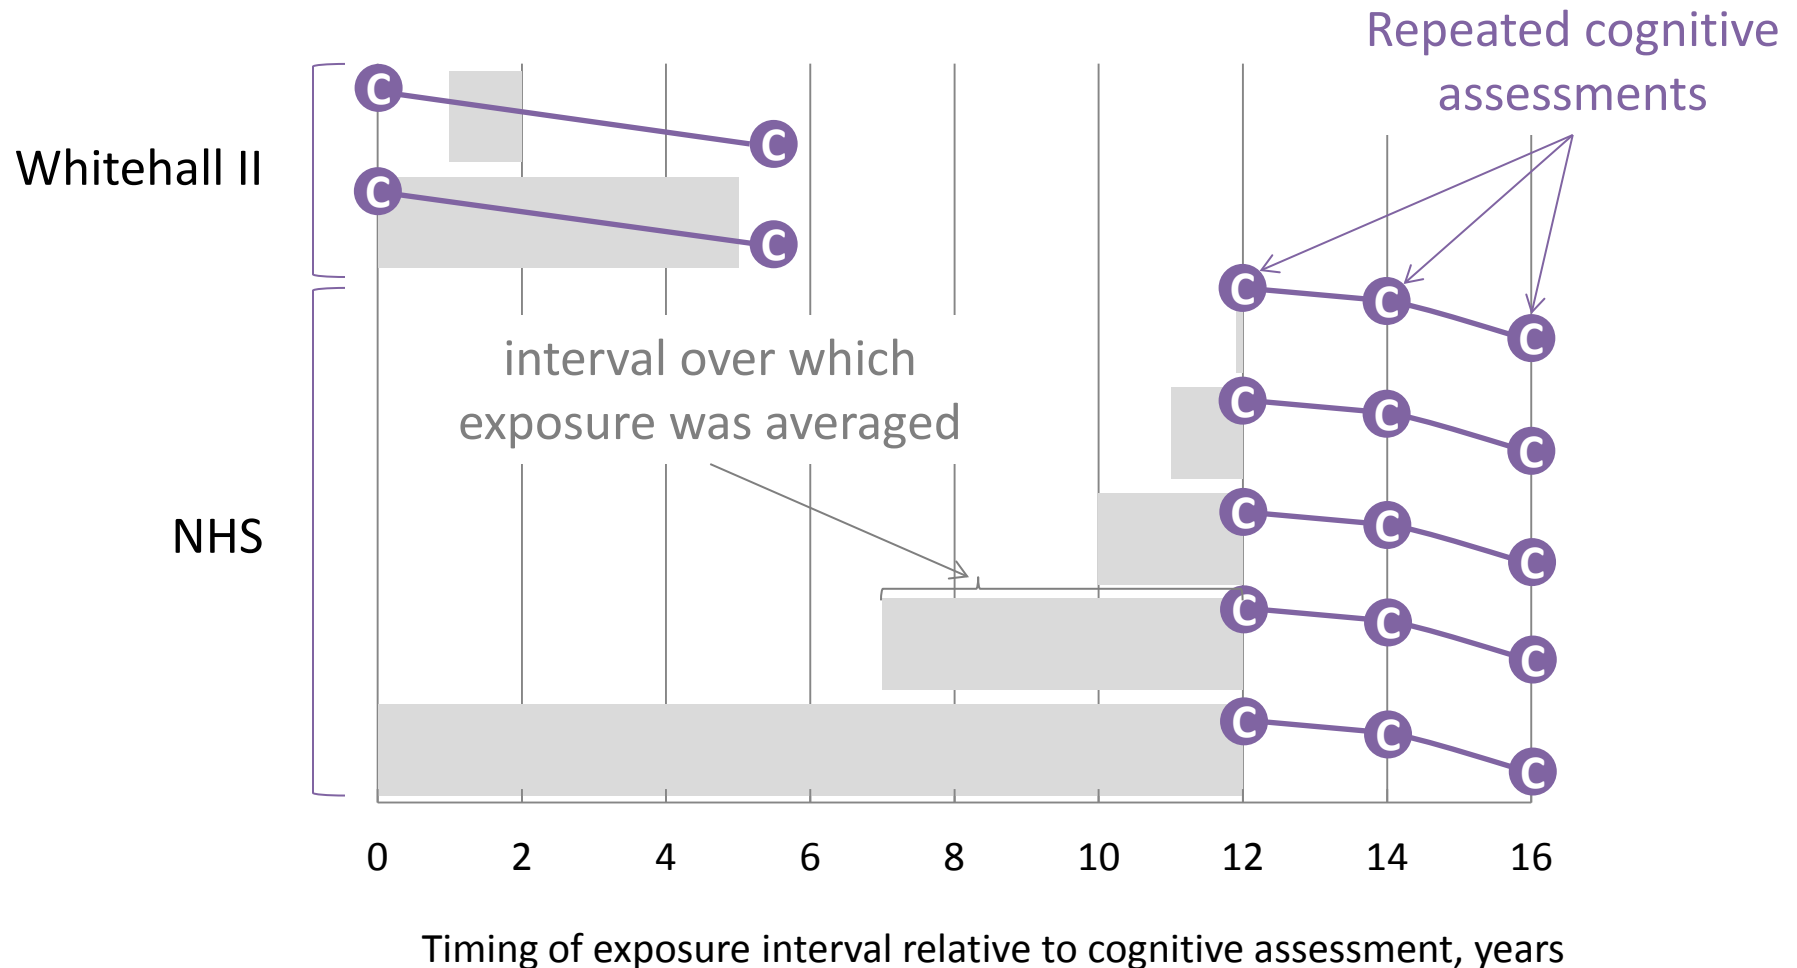 Repeated cognitive
assessments
C
C
Whitehall II
C
C
C C C
interval over which
exposure was averaged
C C C
NHS
C C C
C C C
C C C
0 2 4 6 8 10 12 14 16
Timing of exposure interval relative to cognitive assessment, years